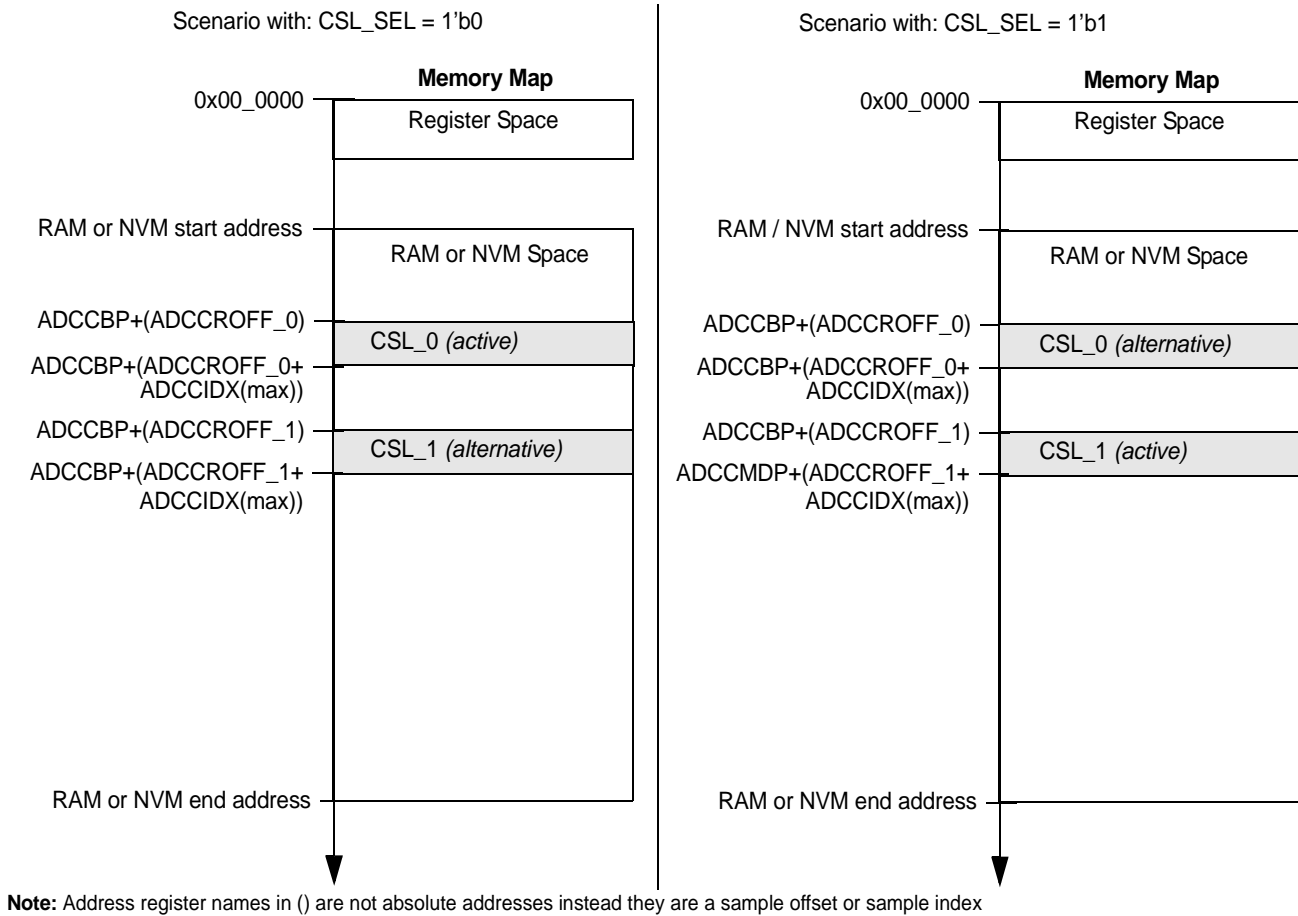 Scenario with: CSL_SEL = 1'b0
Memory Map
0x00_0000
Register Space
RAM or NVM start address
RAM or NVM Space
ADCCBP+(ADCCROFF_0)
CSL_0 (active)
ADCCBP+(ADCCROFF_0+
ADCCIDX(max))
ADCCBP+(ADCCROFF_1)
CSL_1 (alternative)
ADCCBP+(ADCCROFF_1+
ADCCIDX(max))
RAM or NVM end address
Scenario with: CSL_SEL = 1'b1
Memory Map
0x00_0000
Register Space
RAM / NVM start address
RAM or NVM Space
ADCCBP+(ADCCROFF_0)
CSL_0 (alternative)
ADCCBP+(ADCCROFF_0+
ADCCIDX(max))
ADCCBP+(ADCCROFF_1)
CSL_1 (active)
ADCCMDP+(ADCCROFF_1+
ADCCIDX(max))
RAM or NVM end address
Note: Address register names in () are not absolute addresses instead they are a sample offset or sample index